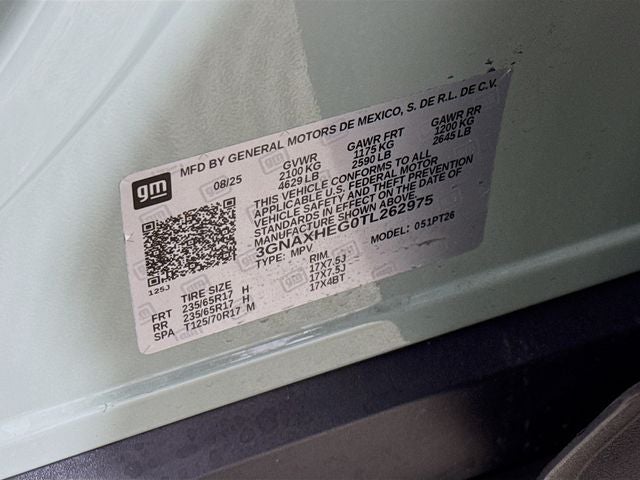 gm
MFD BY GENERAL MOTORS DE MEXICO, S. DE R.L. DE C.V.
08/25
GVWR
2100 KG
4629 LB
GAWR FRT
1175 KG
2590 LB
GAWR RR
1200 KG
2645 LB
THIS VEHICLE CONFORMS TO ALL
APPLICABLE U.S. FEDERAL MOTOR
VEHICLE SAFETY AND THEFT PREVENTION
STANDARDS IN EFFECT ON THE DATE OF
MANUFACTURE SHOWN ABOVE.
3GNAXHEG0TL262975
TYPE: MPV
MODEL: 051PT26
125J
TIRE SIZE
RIM
FRT 235/65R17 H 17X7.5J
RR 235/65R17 H 17X7.5J
SPA T125/70R17 M 17X4BT